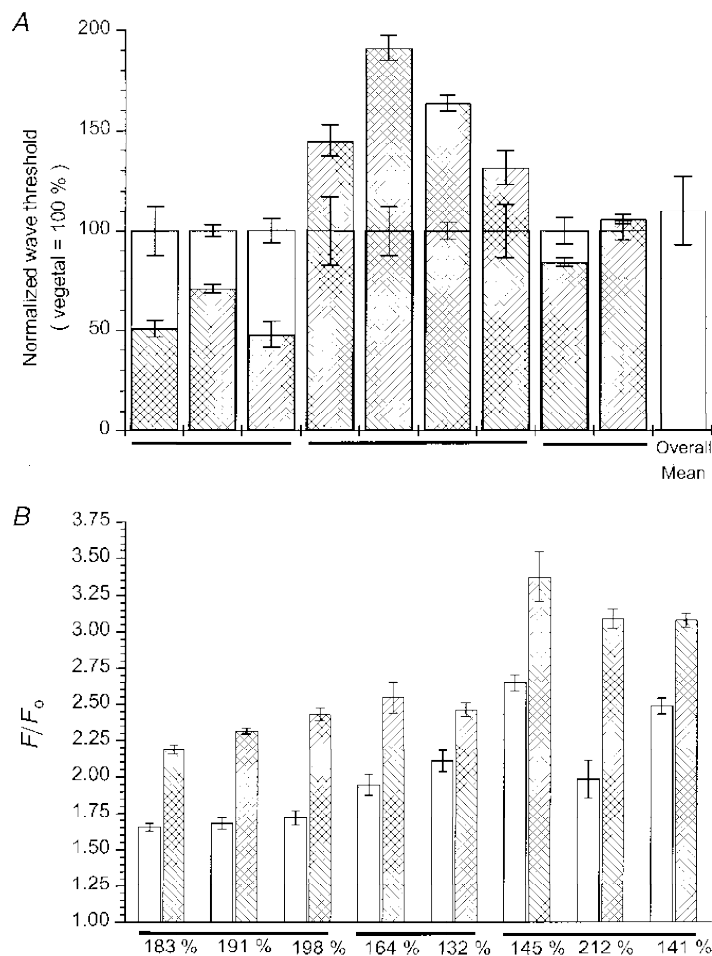 A
200
150
100
50
0
Normalized wave threshold
( vegetal = 100 % )
Overall
Mean
B
3.75
3.50
3.25
3.00
2.75
2.50
2.25
2.00
1.75
1.50
1.25
1.00
F/Fo
183 % 191 % 198 % 164 % 132 % 145 % 212 % 141 %